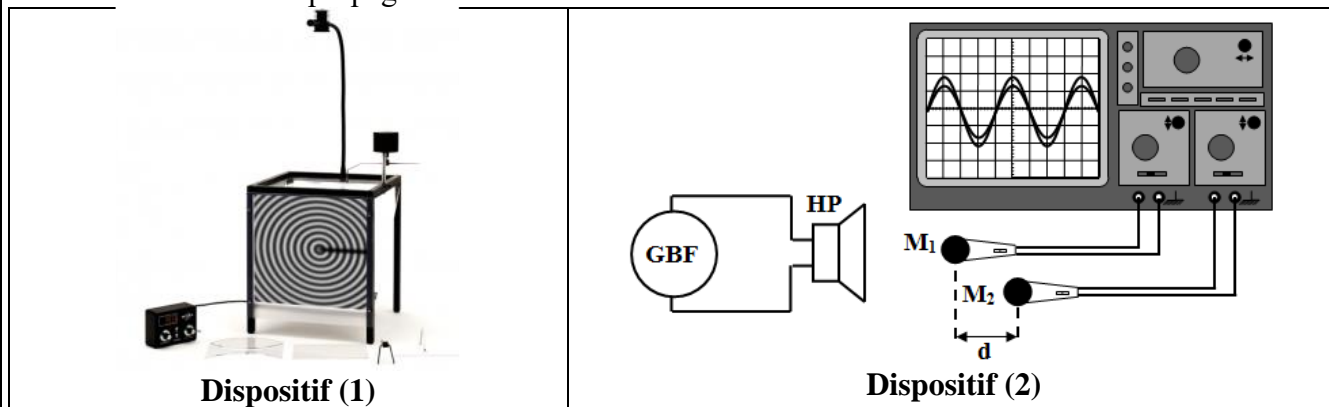 HP
GBF
M₁
M₂
d
Dispositif (1)
Dispositif (2)